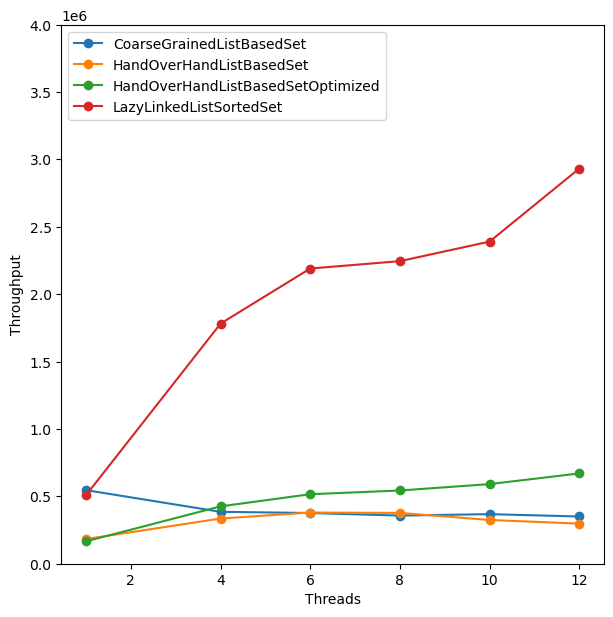 1e6
CoarseGrainedListBasedSet
HandOverHandListBasedSet
HandOverHandListBasedSetOptimized
LazyLinkedListSortedSet
4.0
3.5
3.0
2.5
2.0
1.5
1.0
0.5
0.0
Throughput
2 4 6 8 10 12
Threads